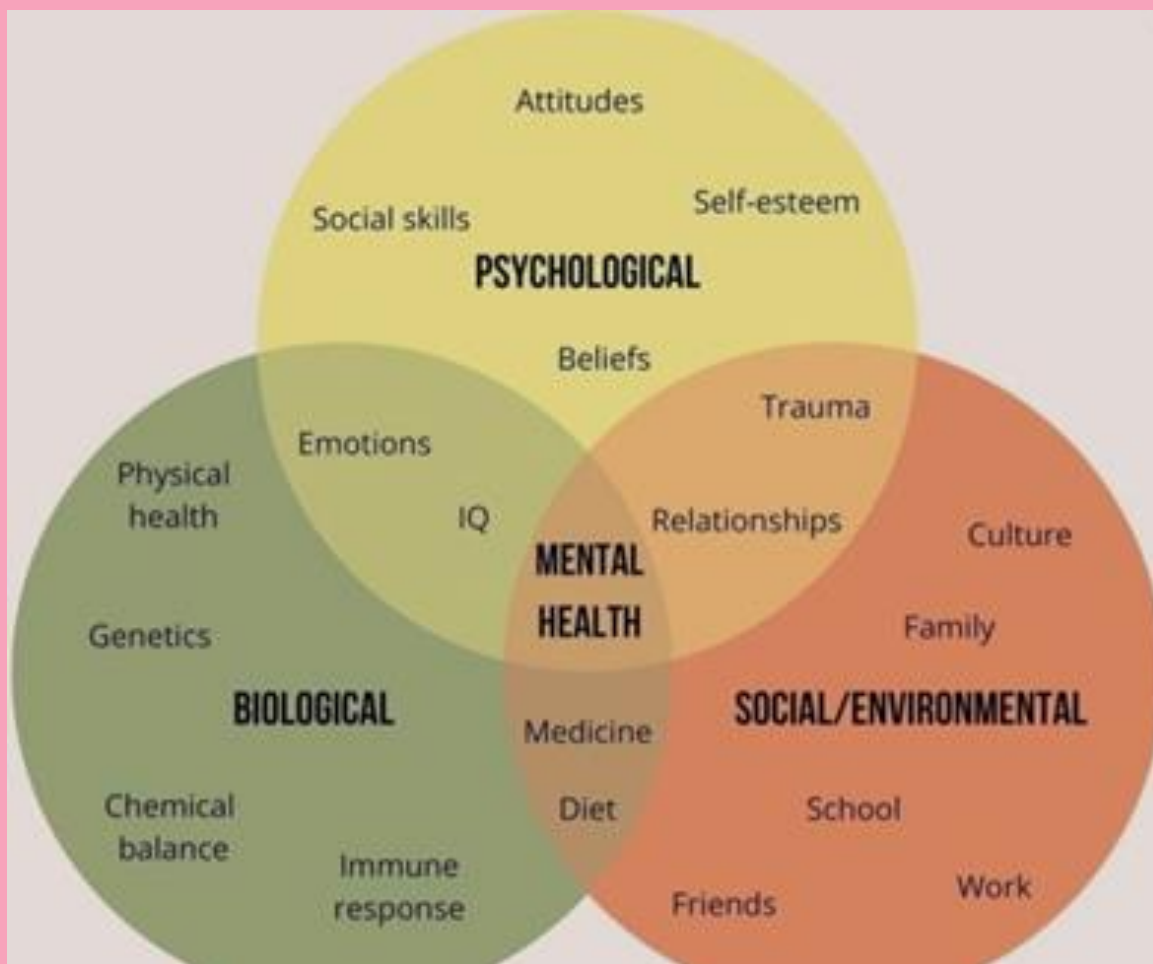 Attitudes
Self-esteem
Social skills
PSYCHOLOGICAL
Beliefs
Trauma
Emotions
Physical
health
IQ
Relationships
Culture
MENTAL
HEALTH
Genetics
Family
BIOLOGICAL
SOCIAL/ENVIRONMENTAL
Medicine
Chemical
balance
Diet
School
Immune
response
Friends
Work